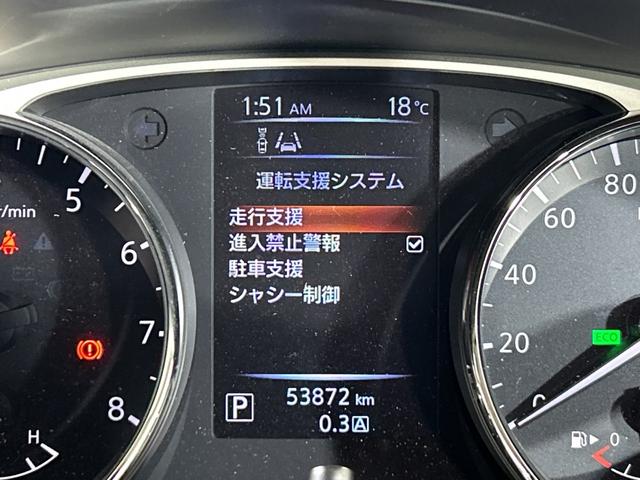 1:51 AM 18°C
運転支援システム
走行支援
進入禁止警報
駐車支援
シャシー制御
P 53872 km
0.3 A
5
r/min
6
7
8
H
80
60
40
20
0
ECO
0